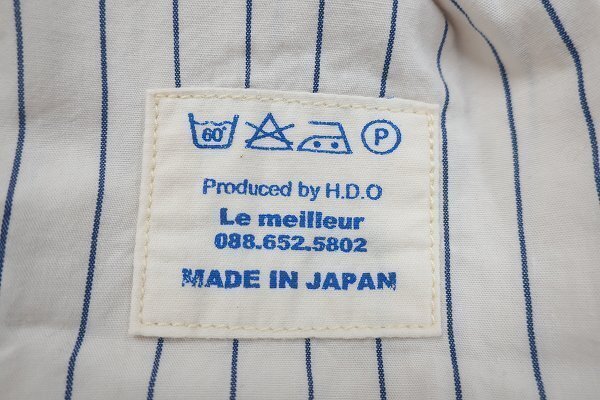 60° P
Produced by H.D.O
Le meilleur
088.652.5802
MADE IN JAPAN